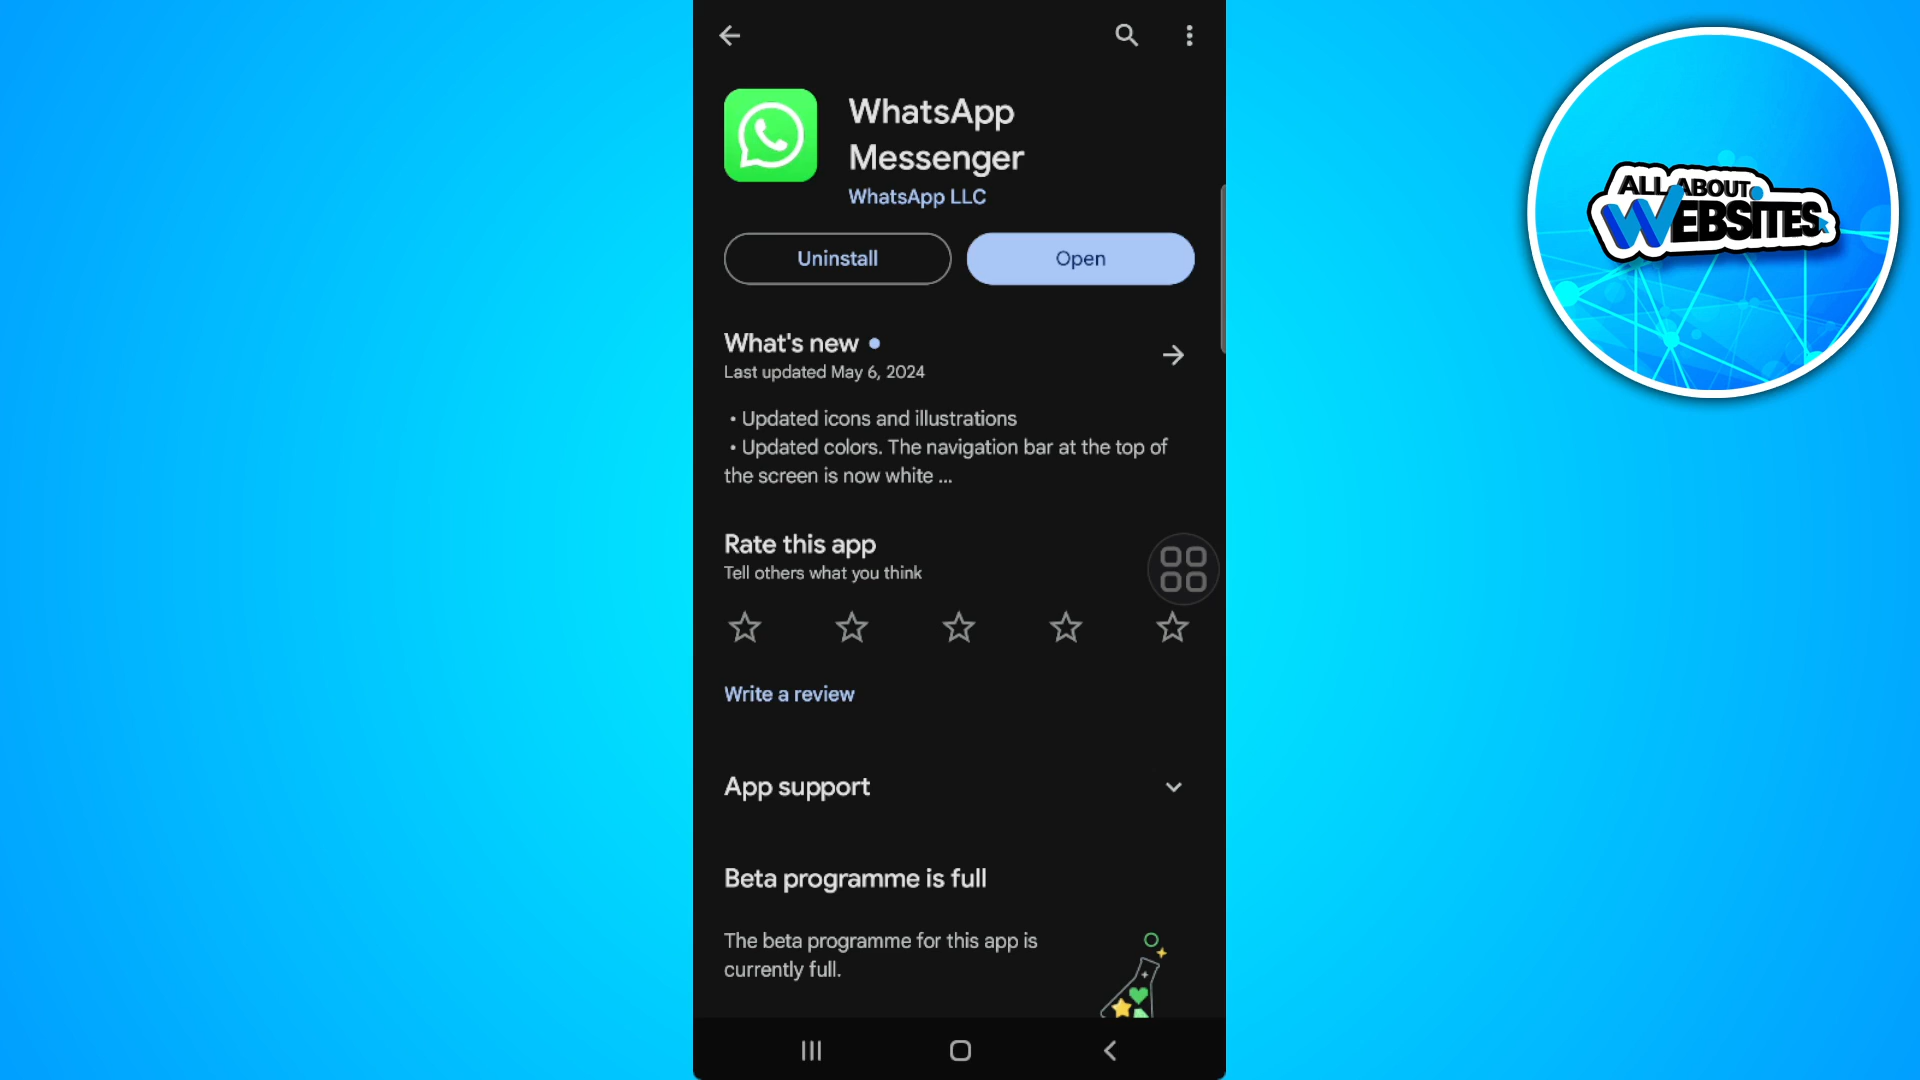 WhatsApp
Messenger
WhatsApp LLC
Uninstall
Open
What's new
Last updated May 6, 2024
• Updated icons and illustrations
• Updated colors. The navigation bar at the top of
the screen is now white ...
Rate this app
Tell others what you think
Write a review
App support
Beta programme is full
The beta programme for this app is
currently full.
ALL ABOUT
WEBSITES